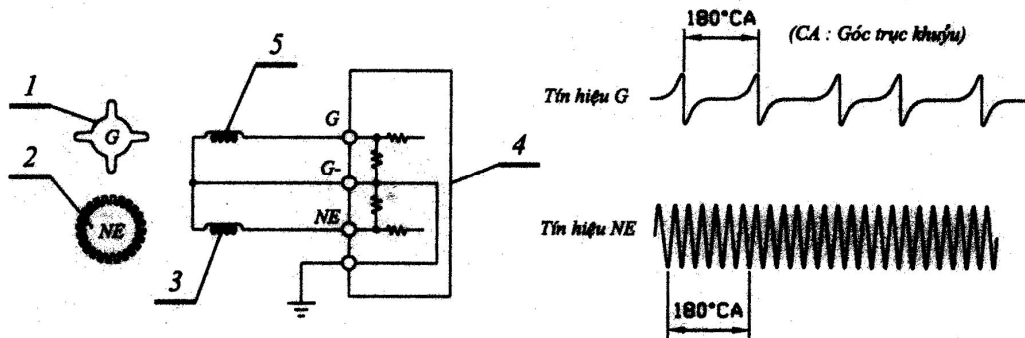 180°CA
(CA : Góc trục khuỷu)
5
1
G
G
Tín hiệu G
2
G-
4
NE
NE
Tín hiệu NE
3
180°CA